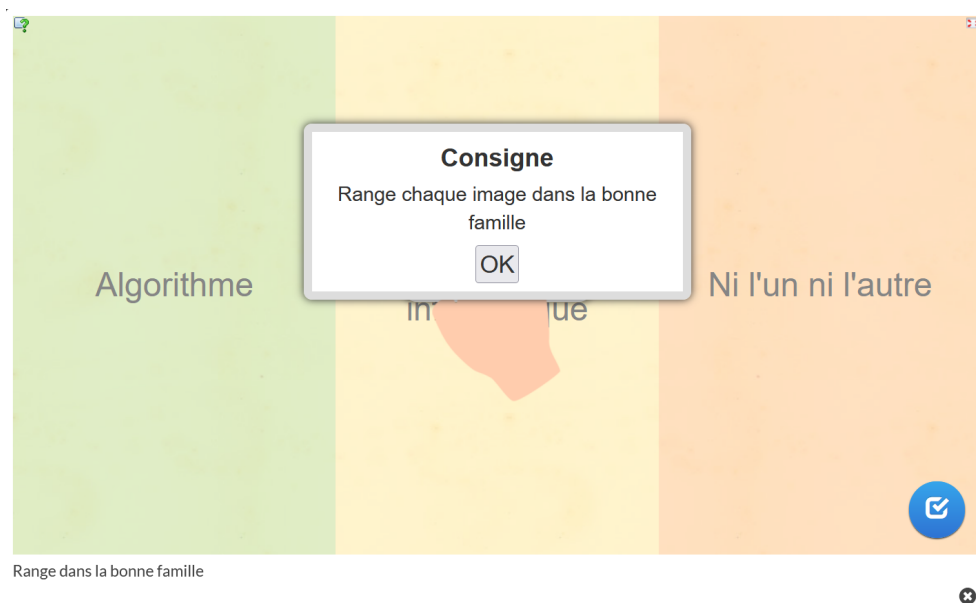 Consigne
Range chaque image dans la bonne
famille
OK
Algorithme
Ni l'un ni l'autre
Range dans la bonne famille